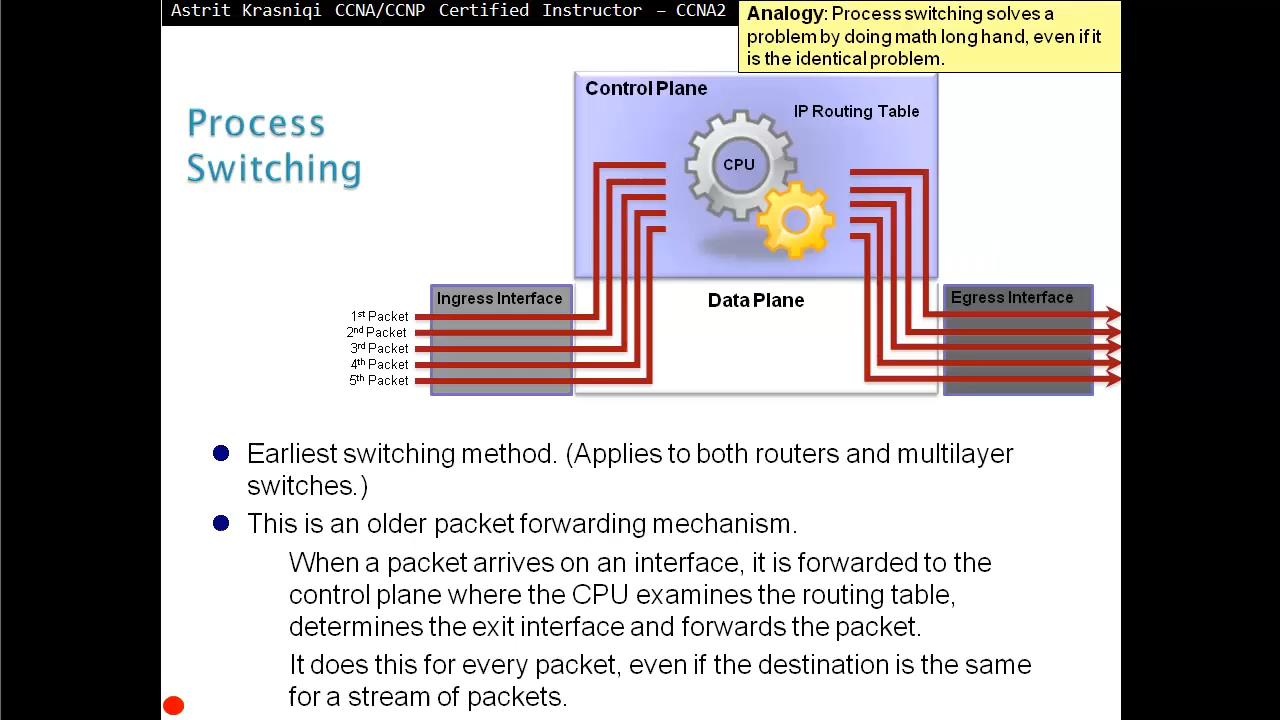 Astrit Krasniqi CCNA/CCNP Certified Instructor – CCNA2
Analogy: Process switching solves a
problem by doing math long hand, even if it
is the identical problem.
Process
Switching
Control Plane
IP Routing Table
CPU
Ingress Interface
Data Plane
Egress Interface
1st Packet
2nd Packet
3rd Packet
4th Packet
5th Packet
Earliest switching method. (Applies to both routers and multilayer
switches.)
This is an older packet forwarding mechanism.
When a packet arrives on an interface, it is forwarded to the
control plane where the CPU examines the routing table,
determines the exit interface and forwards the packet.
It does this for every packet, even if the destination is the same
for a stream of packets.